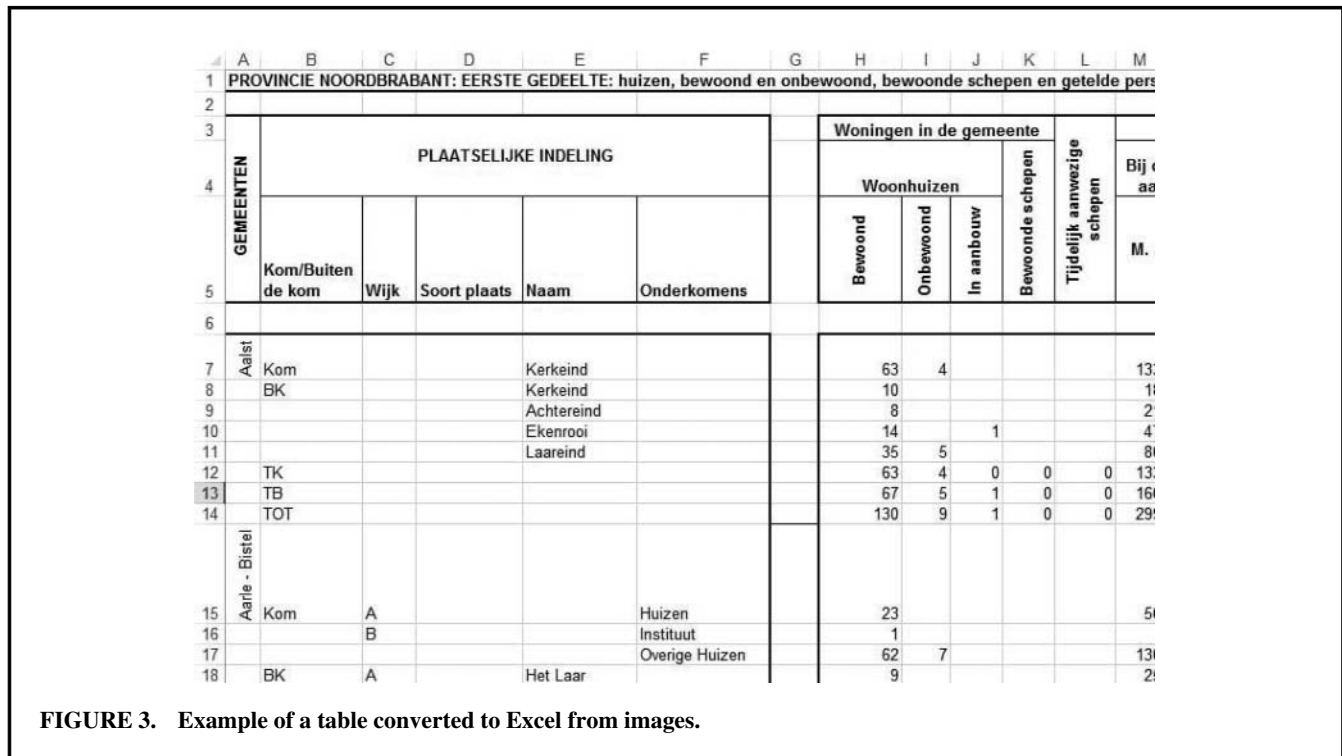 A B C D E F G H I J K L M
1 PROVINCIE NOORDBRABANT: EERSTE GEDEELTE: huizen, bewoond en onbewoond, bewoonde schepen en getelde pers
2
3 Woningen in de gemeente
GEMEENTEN
PLAATSELIJKE INDELING
4 Woonhuizen
Bewoonde schepen
Tijdelijk aanwezige schepen
Bij
Bewoond
Onbewoond
In aanbouw
M.
Kom/Buiten
5 de kom Wijk Soort plaats Naam Onderkomens
6
7 Aalst Kom Kerkeind 63 4
8 BK Kerkeind 10
9 Achtereind 8
10 Ekenrooi 14 1
11 Laareind 35 5
12 TK 63 4 0 0 0
13 TB 67 5 1 0 0
14 TOT 130 9 1 0 0
15 Aarle - Bistel Kom A Huizen 23
16 B Instituut 1
17 Overige Huizen 62 7
18 BK A Het Laar 9
FIGURE 3. Example of a table converted to Excel from images.